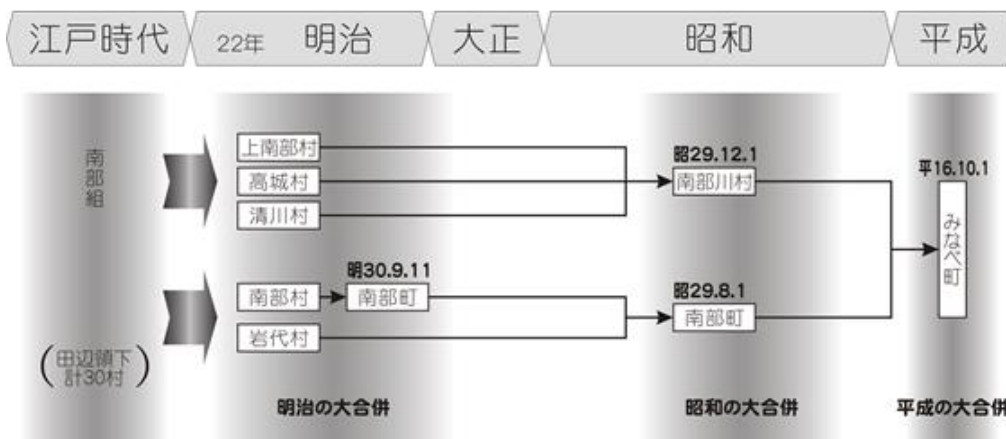 江戸時代
22年 明治
大正
昭和
平成
南部組
上南部村
高城村
清川村
昭29.12.1
南部川村
平16.10.1
みなべ町
明30.9.11
南部村
南部町
岩代村
昭29.8.1
南部町
(田辺領下
計30村)
明治の大合併
昭和の大合併
平成の大合併